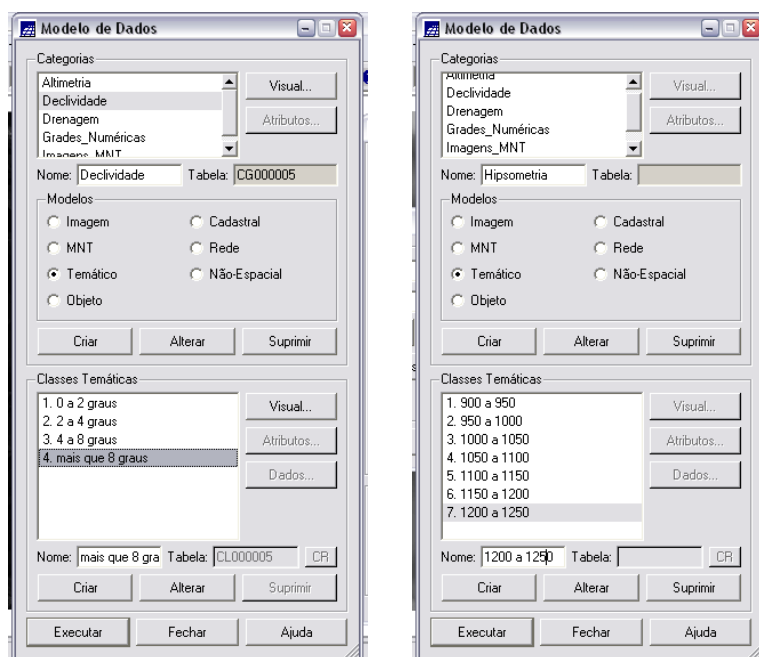 Modelo de Dados
Categorias
Altimetria
Declividade
Drenagem
Grades_Numéricas
Imagens_MNT
Visual...
Atributos...
Nome: Declividade Tabela: CG000005
Modelos
Imagem Cadastral
MNT Rede
Temático Não-Espacial
Objeto
Criar Alterar Suprimir
Classes Temáticas
1. 0 a 2 graus
2. 2 a 4 graus
3. 4 a 8 graus
4. mais que 8 graus
Visual...
Atributos...
Dados...
Nome: mais que 8 gra Tabela: CL000005 CR
Criar Alterar Suprimir
Executar Fechar Ajuda
Modelo de Dados
Categorias
Altimetria
Declividade
Drenagem
Grades_Numéricas
Imagens_MNT
Visual...
Atributos...
Nome: Hipsometria Tabela:
Modelos
Imagem Cadastral
MNT Rede
Temático Não-Espacial
Objeto
Criar Alterar Suprimir
Classes Temáticas
1. 900 a 950
2. 950 a 1000
3. 1000 a 1050
4. 1050 a 1100
5. 1100 a 1150
6. 1150 a 1200
7. 1200 a 1250
Visual...
Atributos...
Dados...
Nome: 1200 a 1250 Tabela: CR
Criar Alterar Suprimir
Executar Fechar Ajuda